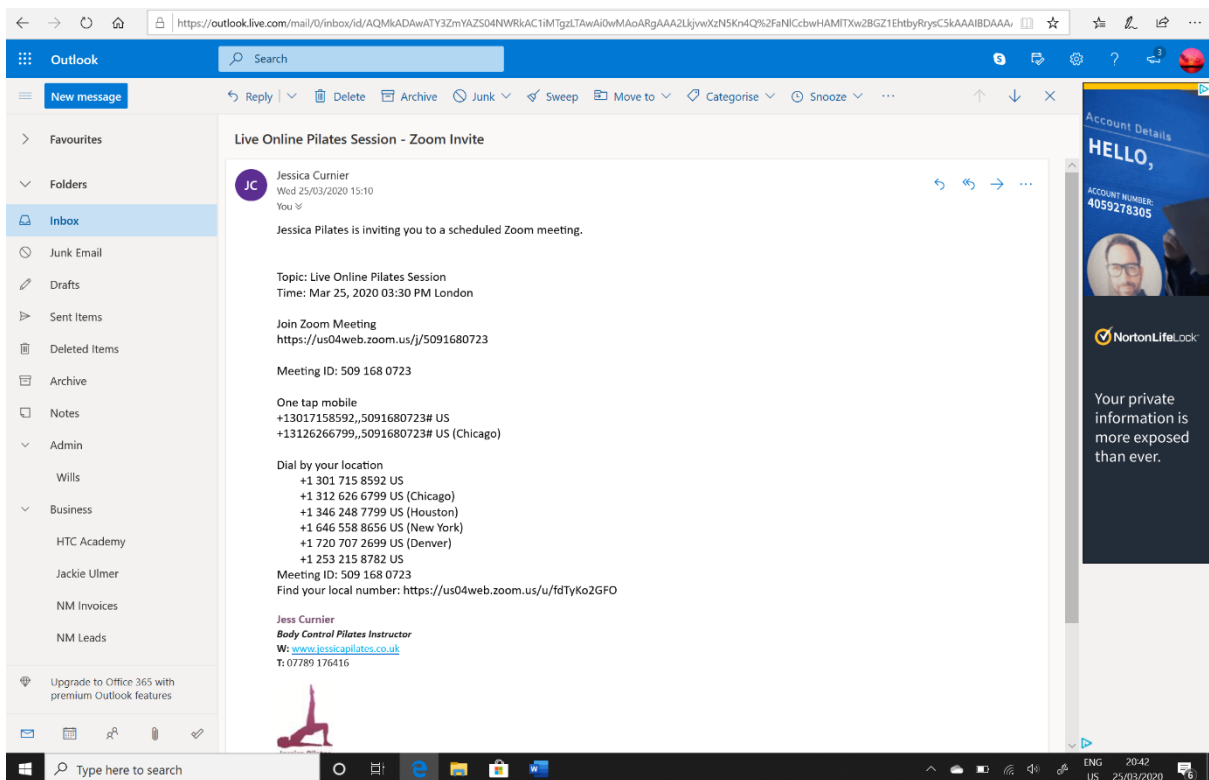 https://outlook.live.com/mail/0/inbox/id/AQMkADAwATY3ZmYAZS04NWRkAC1iMTgzLTAwAi0wMAoARgAAA2LkjvwXzN5Kn4Q%2FaNlCcbwHAMlTXw2BGZ1EhtbyRrysC5kAAAIBDAAA/
Outlook
Search
3
New message
Reply
Delete
Archive
Junk
Sweep
Move to
Categorise
Snooze
Favourites
Folders
Inbox
Junk Email
Drafts
Sent Items
Deleted Items
Archive
Notes
Admin
Wills
Business
HTC Academy
Jackie Ulmer
NM Invoices
NM Leads
Upgrade to Office 365 with
premium Outlook features
Live Online Pilates Session - Zoom Invite
JC
Jessica Curnier
Wed 25/03/2020 15:10
You
Jessica Pilates is inviting you to a scheduled Zoom meeting.
Topic: Live Online Pilates Session
Time: Mar 25, 2020 03:30 PM London
Join Zoom Meeting
https://us04web.zoom.us/j/5091680723
Meeting ID: 509 168 0723
One tap mobile
+13017158592,,5091680723# US
+13126266799,,5091680723# US (Chicago)
Dial by your location
+1 301 715 8592 US
+1 312 626 6799 US (Chicago)
+1 346 248 7799 US (Houston)
+1 646 558 8656 US (New York)
+1 720 707 2699 US (Denver)
+1 253 215 8782 US
Meeting ID: 509 168 0723
Find your local number: https://us04web.zoom.us/u/fdTyKo2GFO
Jess Curnier
Body Control Pilates Instructor
W: www.jessicapilates.co.uk
T: 07789 176416
Account Details
HELLO,
ACCOUNT NUMBER:
4059278305
NortonLifeLock
Your private
information is
more exposed
than ever.
Type here to search
ENG
US
20:42
25/03/2020
6